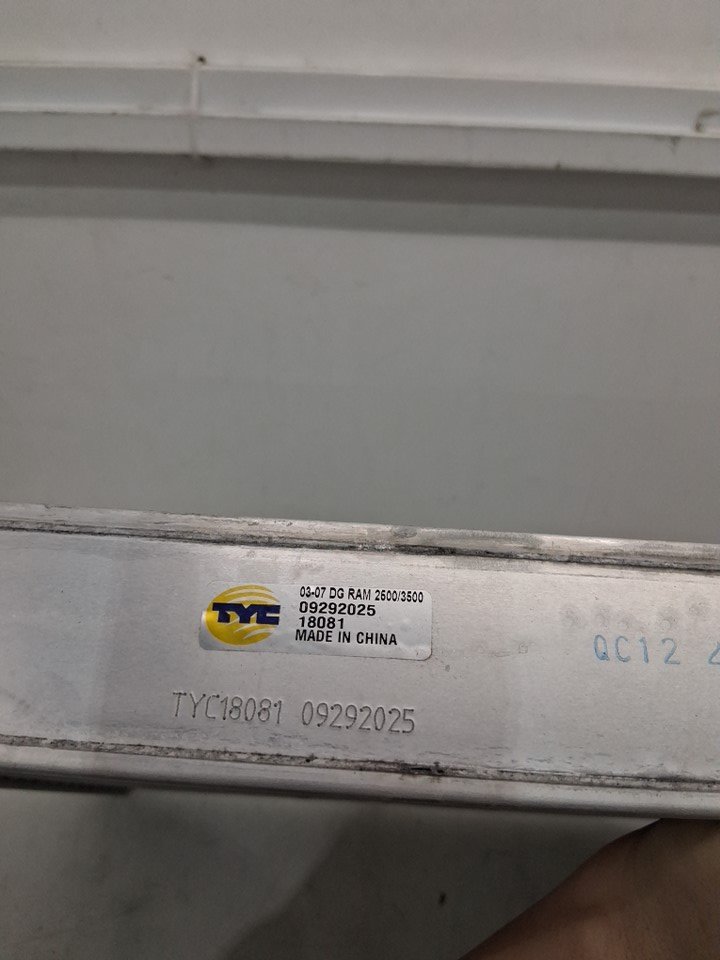 TYC
03-07 DG RAM 2500/3500
09292025
18081
MADE IN CHINA
QC12
TYC18081 09292025